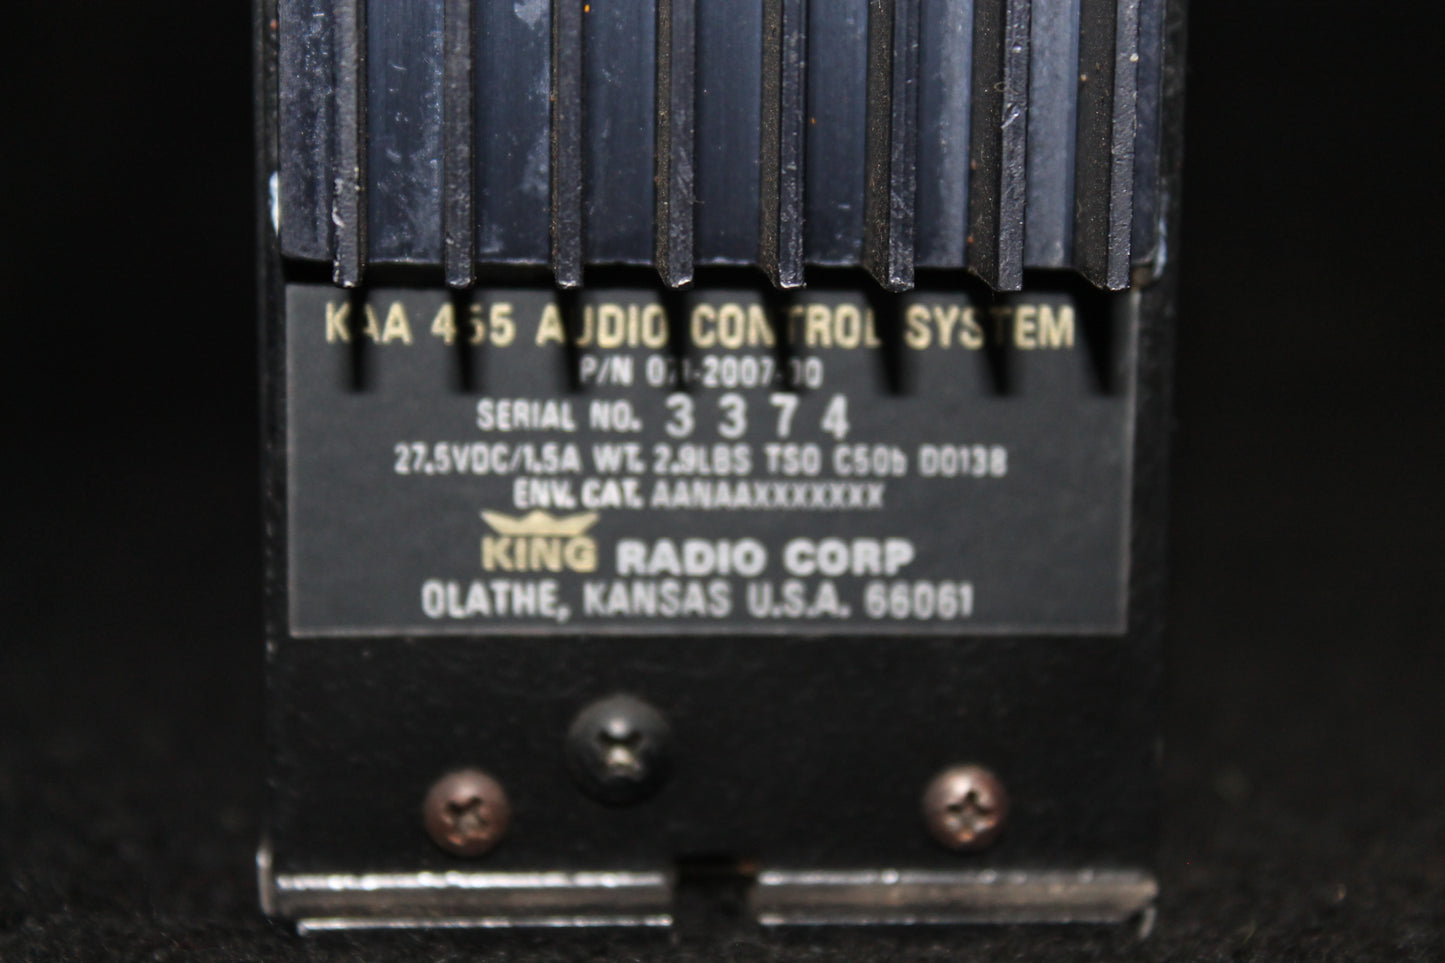 KAA 455 AUDIO CONTROL SYSTEM
P/N 071-2007-00
SERIAL NO. 3374
27.5VDC/1.5A WT. 2.9LBS TSO C50b D0138
ENV. CAT. AANAAXXXXXXX
KING RADIO CORP
OLATHE, KANSAS U.S.A. 66061